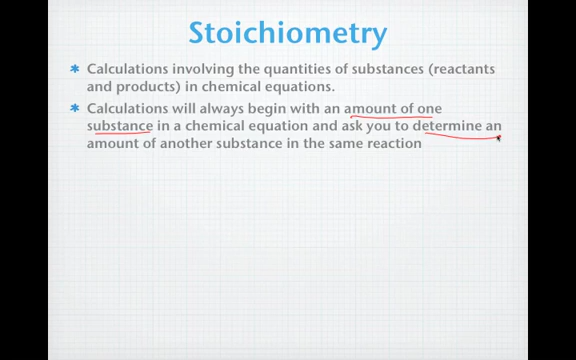 Stoichiometry
Calculations involving the quantities of substances (reactants
and products) in chemical equations.
Calculations will always begin with an amount of one
substance in a chemical equation and ask you to determine an
amount of another substance in the same reaction